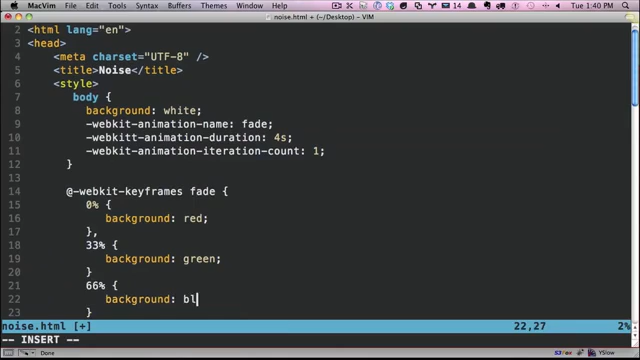 MacVim File Edit Tools Syntax Buffers Window Help 14 Tue 1:40 PM
noise.html + (~/Desktop) - VIM
2 <html lang="en">
3 <head>
4 <meta charset="UTF-8" />
5 <title>Noise</title>
6 <style>
7 body {
8 background: white;
9 -webkit-animation-name: fade;
10 -webkitt-animation-duration: 4s;
11 -webkit-animation-iteration-count: 1;
12 }
13
14 @-webkit-keyframes fade {
15 0% {
16 background: red;
17 },
18 33% {
19 background: green;
20 }
21 66% {
22 background: bl
23 }
noise.html [+] 22,27 2%
-- INSERT --
Done YSlow